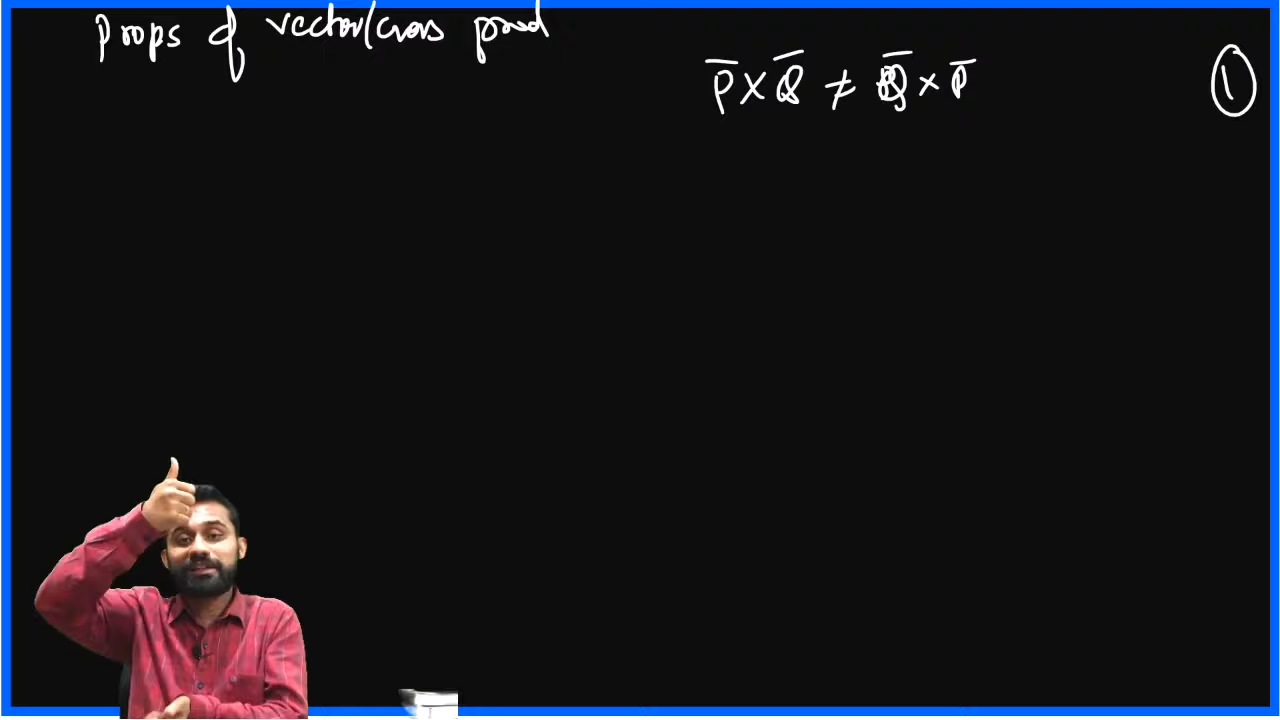 props of vector/cross prod
P̅ × Q̅ ≠ Q̅ × P̅
1